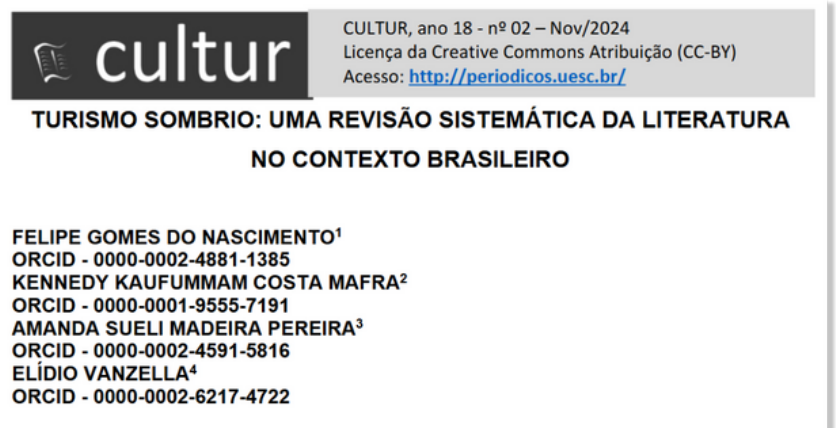 cultur
CULTUR, ano 18 - nº 02 – Nov/2024
Licença da Creative Commons Atribuição (CC-BY)
Acesso: http://periodicos.uesc.br/
TURISMO SOMBRIO: UMA REVISÃO SISTEMÁTICA DA LITERATURA
NO CONTEXTO BRASILEIRO
FELIPE GOMES DO NASCIMENTO¹
ORCID - 0000-0002-4881-1385
KENNEDY KAUFUMMAM COSTA MAFRA²
ORCID - 0000-0001-9555-7191
AMANDA SUELI MADEIRA PEREIRA³
ORCID - 0000-0002-4591-5816
ELÍDIO VANZELLA⁴
ORCID - 0000-0002-6217-4722